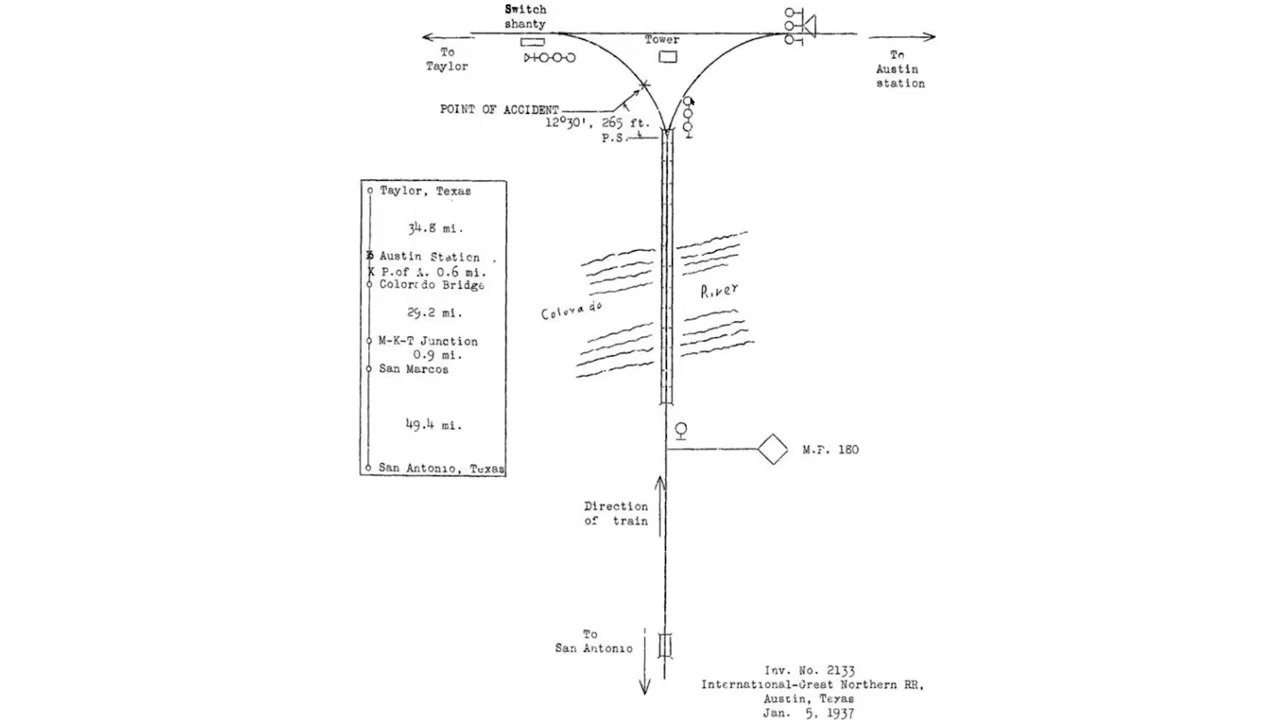 Switch
shanty
Tower
To
Taylor
To
Austin
station
POINT OF ACCIDENT
12°30', 265 ft.
P.S.
Taylor, Texas
34.8 mi.
Austin Station
P.of A. 0.6 mi.
Colorado Bridge
29.2 mi.
M-K-T Junction
0.9 mi.
San Marcos
49.4 mi.
San Antonio, Texas
Colorado River
M.P. 180
Direction
of train
To
San Antonio
Inv. No. 2133
International-Great Northern RR,
Austin, Texas
Jan. 5, 1937